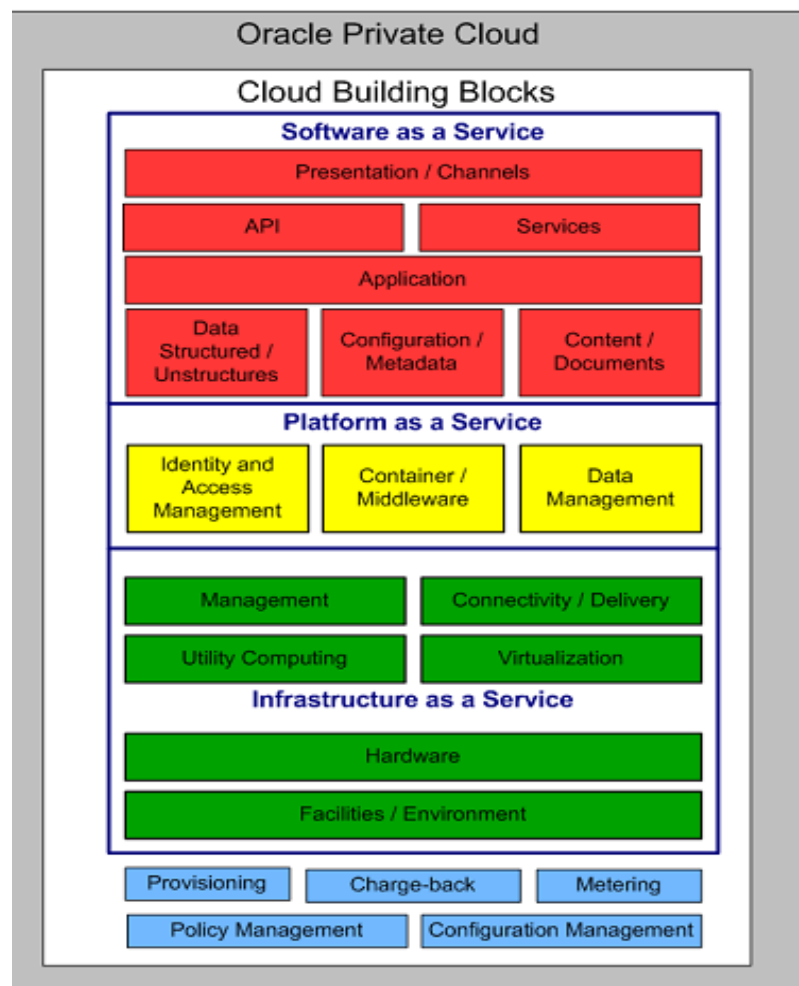 Oracle Private Cloud
Cloud Building Blocks
Software as a Service
Presentation / Channels
API
Services
Application
Data
Structured /
Unstructures
Configuration /
Metadata
Content /
Documents
Platform as a Service
Identity and
Access
Management
Container /
Middleware
Data
Management
Management
Connectivity / Delivery
Utility Computing
Virtualization
Infrastructure as a Service
Hardware
Facilities / Environment
Provisioning
Charge-back
Metering
Policy Management
Configuration Management